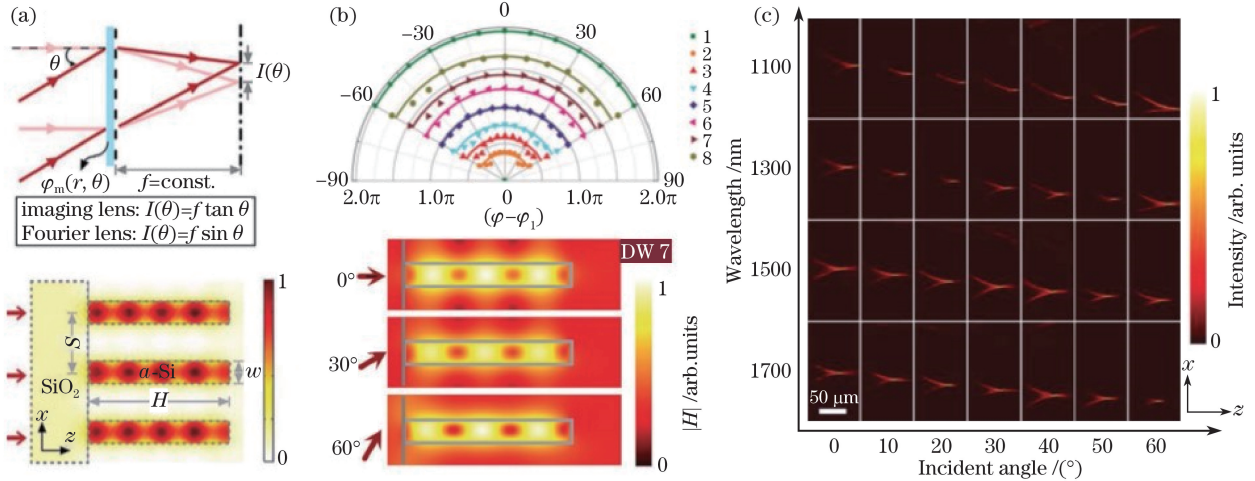 (a)
θ
I(θ)
φm(r, θ)
f=const.
imaging lens: I(θ)=f tan θ
Fourier lens: I(θ)=f sin θ
1
S
a-Si
w
SiO2
H
x
z
0
(b)
0
−30
30
−60
60
−90
90
2.0π
1.0π
0
1.0π
2.0π
(φ−φ1)
1
2
3
4
5
6
7
8
DW 7
0°
30°
60°
1
0
|H| /arb.units
(c)
Wavelength /nm
1100
1300
1500
1700
50 μm
0
10
20
30
40
50
60
Incident angle /(°)
1
0
Intensity /arb. units
x
z